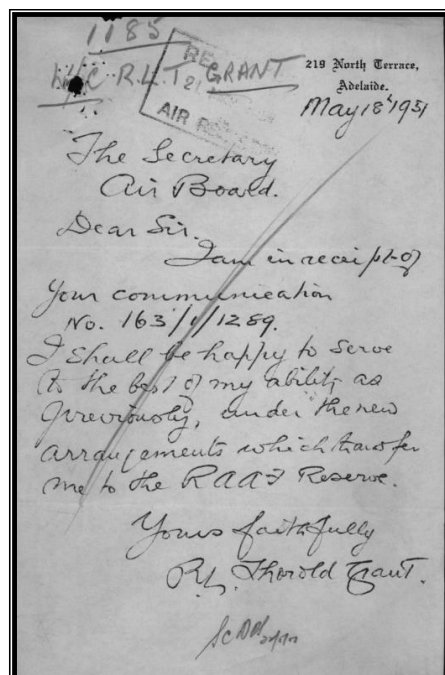 1185
W/C R.L.T. GRANT
21
AIR
219 North Terrace,
Adelaide.
May 18th 1951
The Secretary
Air Board.
Dear Sir.
I am in receipt of
your communication
No. 163/1/1289.
I shall be happy to serve
to the best of my ability as
previously, under the new
arrangements which transfer
me to the RAAF Reserve.
Yours faithfully
R.L. Thorold Grant.